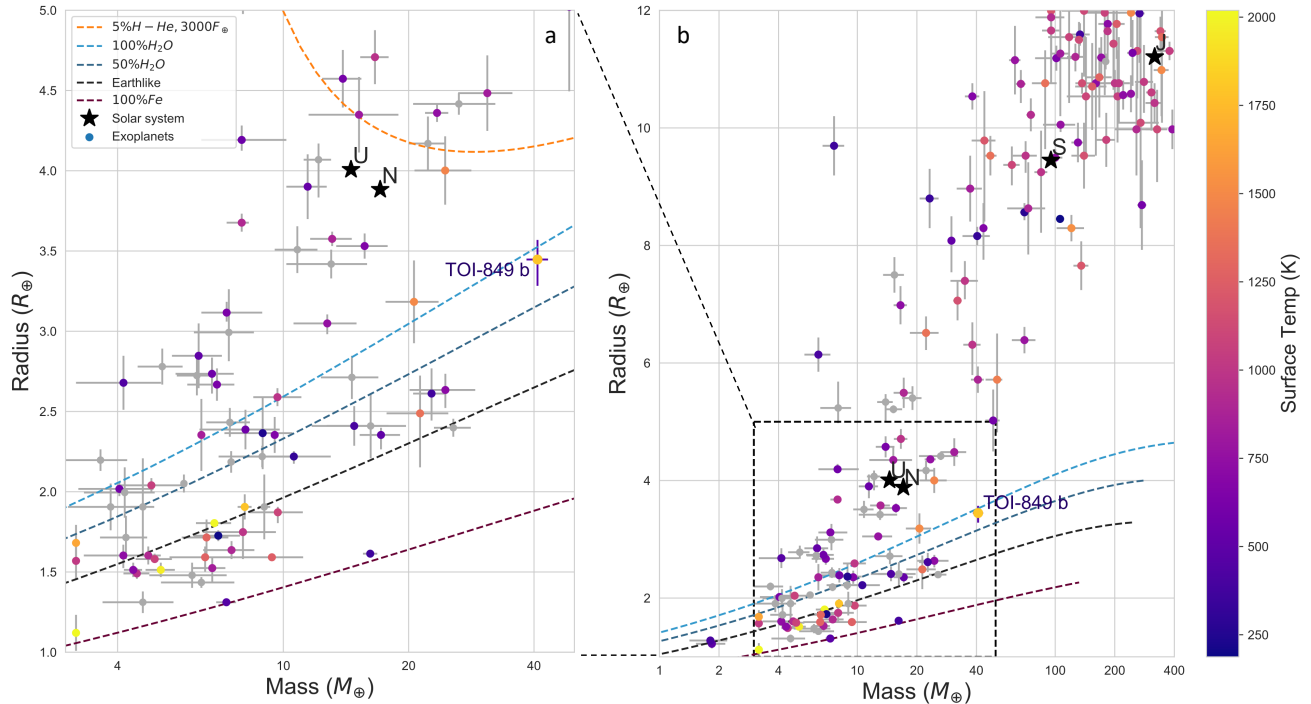 5.0
4.5
4.0
3.5
3.0
2.5
2.0
1.5
1.0
Radius (R⊕)
4
10
20
40
Mass (M⊕)
5%H − He, 3000F⊕
100%H₂O
50%H₂O
Earthlike
100%Fe
Solar system
Exoplanets
a
U
N
TOI-849 b
12
10
8
6
4
2
Radius (R⊕)
1
2
4
10
20
40
100
200
400
Mass (M⊕)
b
J
S
U
N
TOI-849 b
2000
1750
1500
1250
1000
750
500
250
Surface Temp (K)